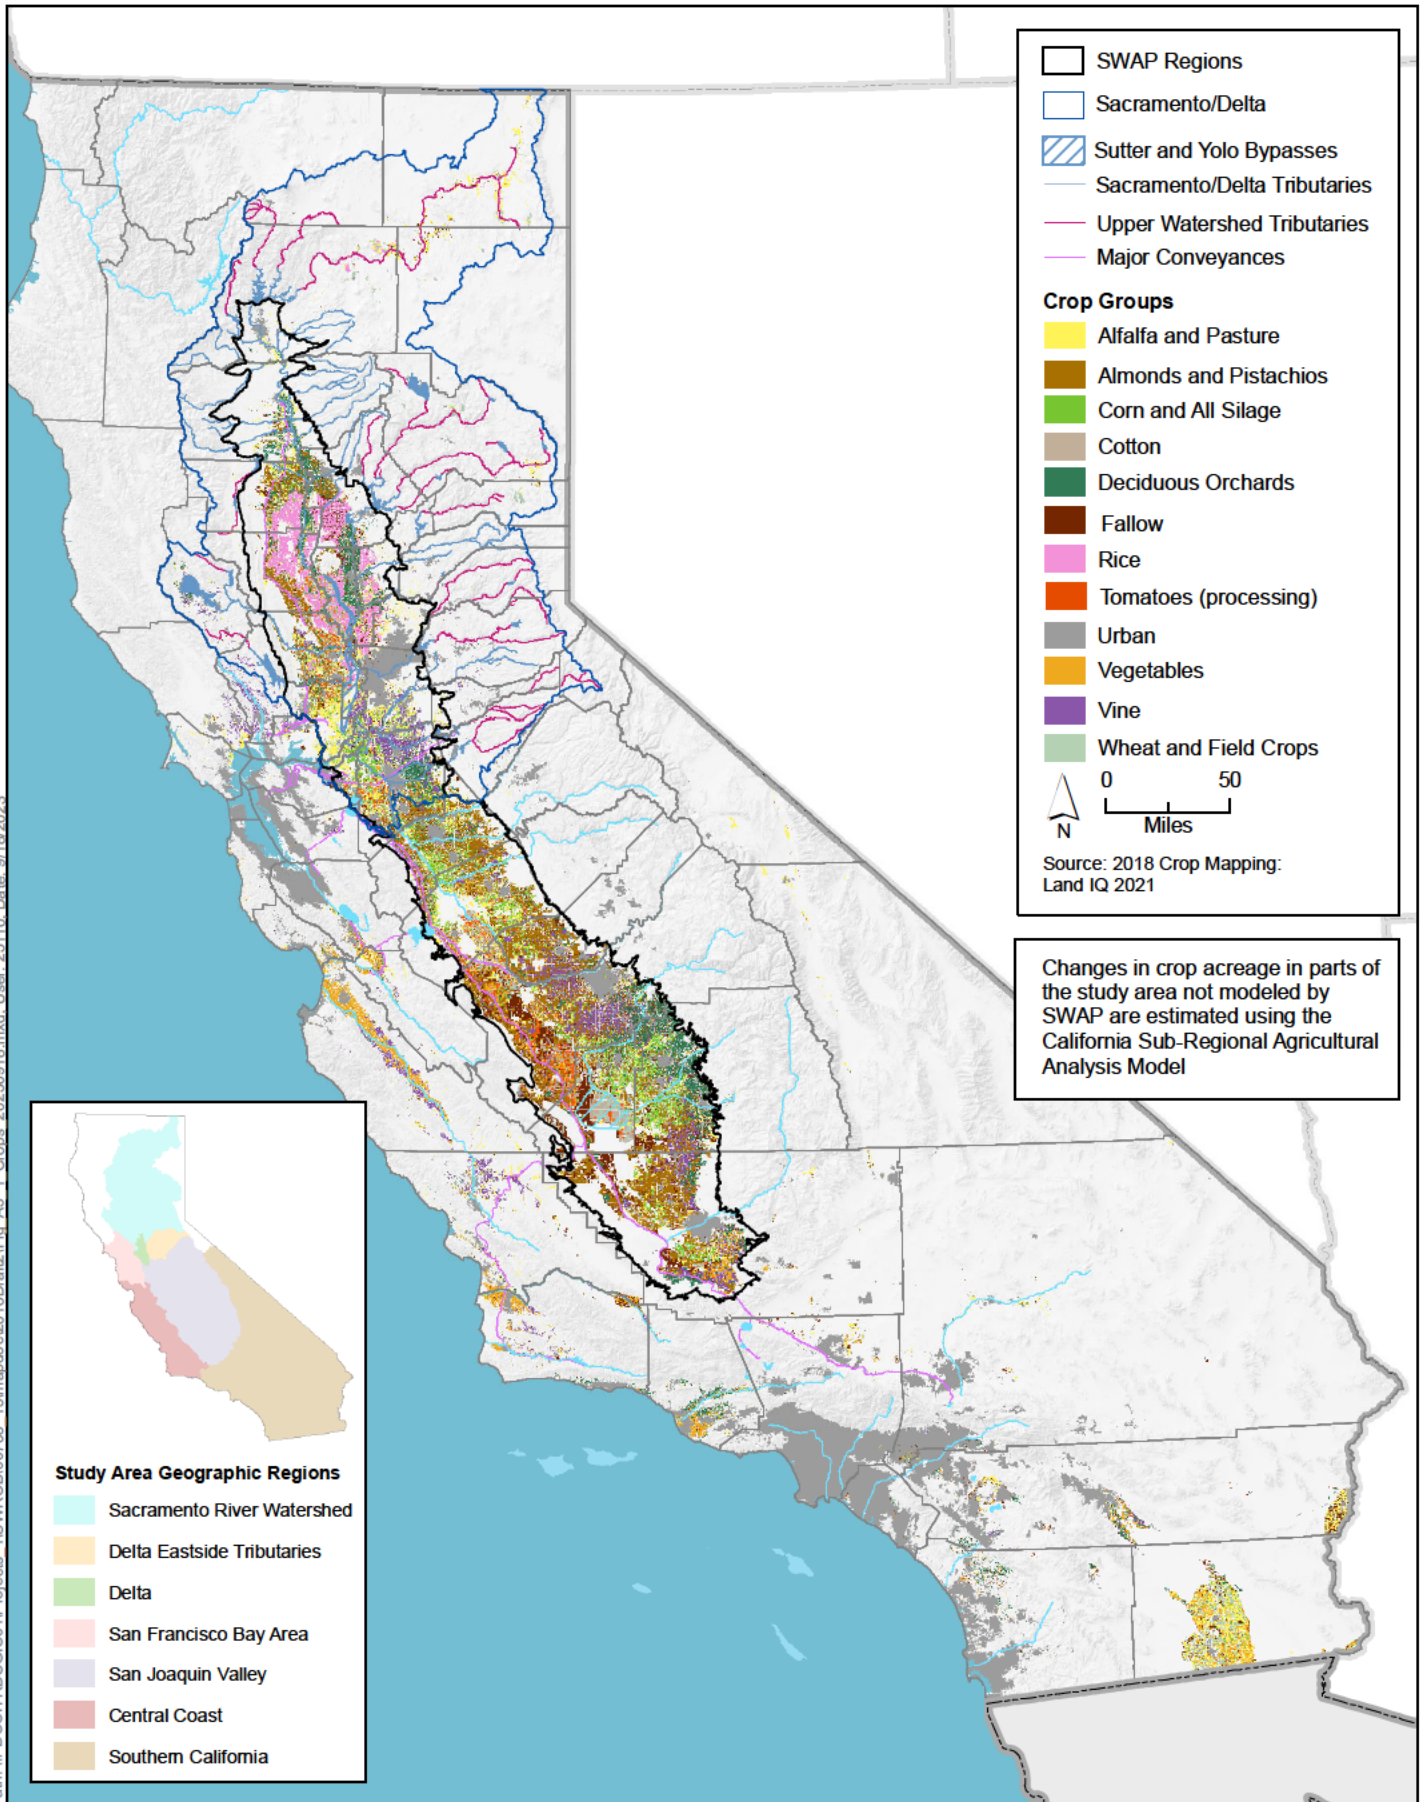 SWAP Regions
Sacramento/Delta
Sutter and Yolo Bypasses
Sacramento/Delta Tributaries
Upper Watershed Tributaries
Major Conveyances
Crop Groups
Alfalfa and Pasture
Almonds and Pistachios
Corn and All Silage
Cotton
Deciduous Orchards
Fallow
Rice
Tomatoes (processing)
Urban
Vegetables
Vine
Wheat and Field Crops
0 50
Miles
N
Source: 2018 Crop Mapping:
Land IQ 2021
Changes in crop acreage in parts of
the study area not modeled by
SWAP are estimated using the
California Sub-Regional Agricultural
Analysis Model
Study Area Geographic Regions
Sacramento River Watershed
Delta Eastside Tributaries
Delta
San Francisco Bay Area
San Joaquin Valley
Central Coast
Southern California